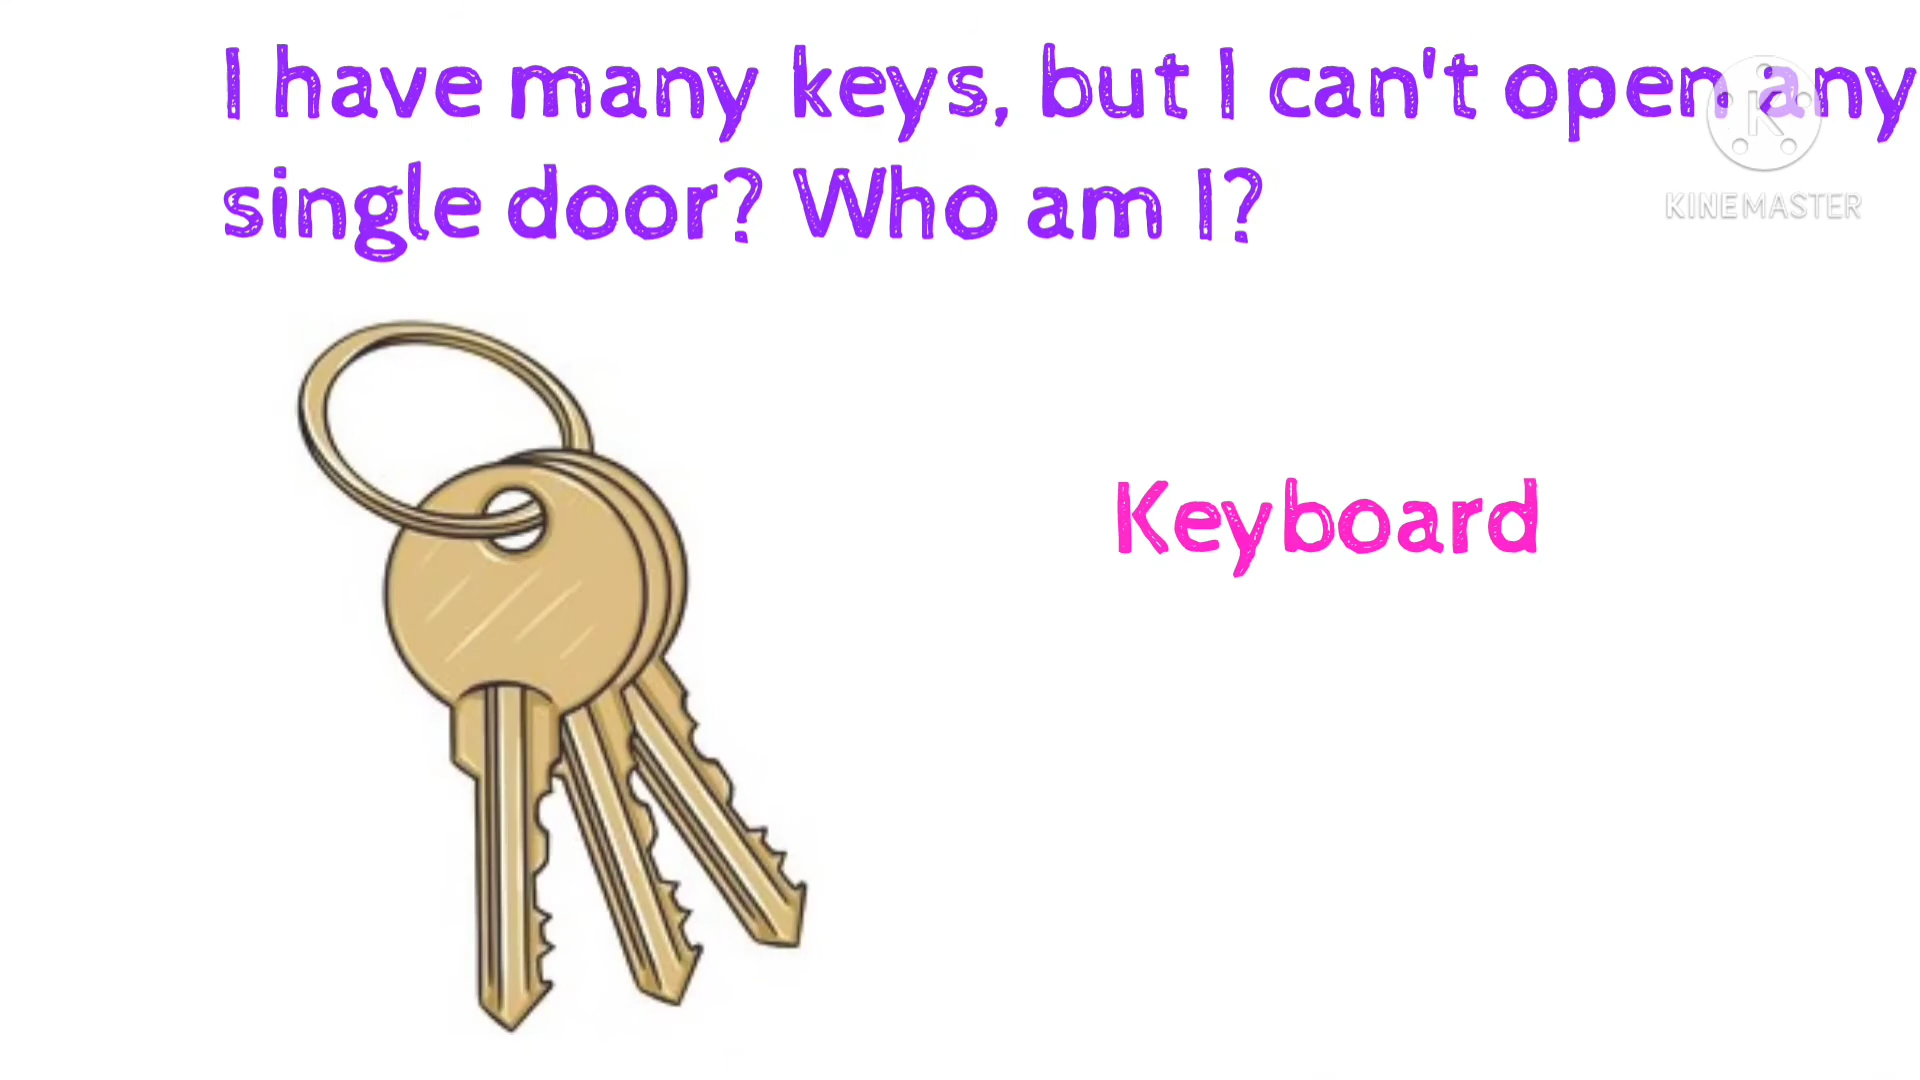 I have many keys, but I can't open any
single door? Who am I?
K
KINEMASTER
Keyboard